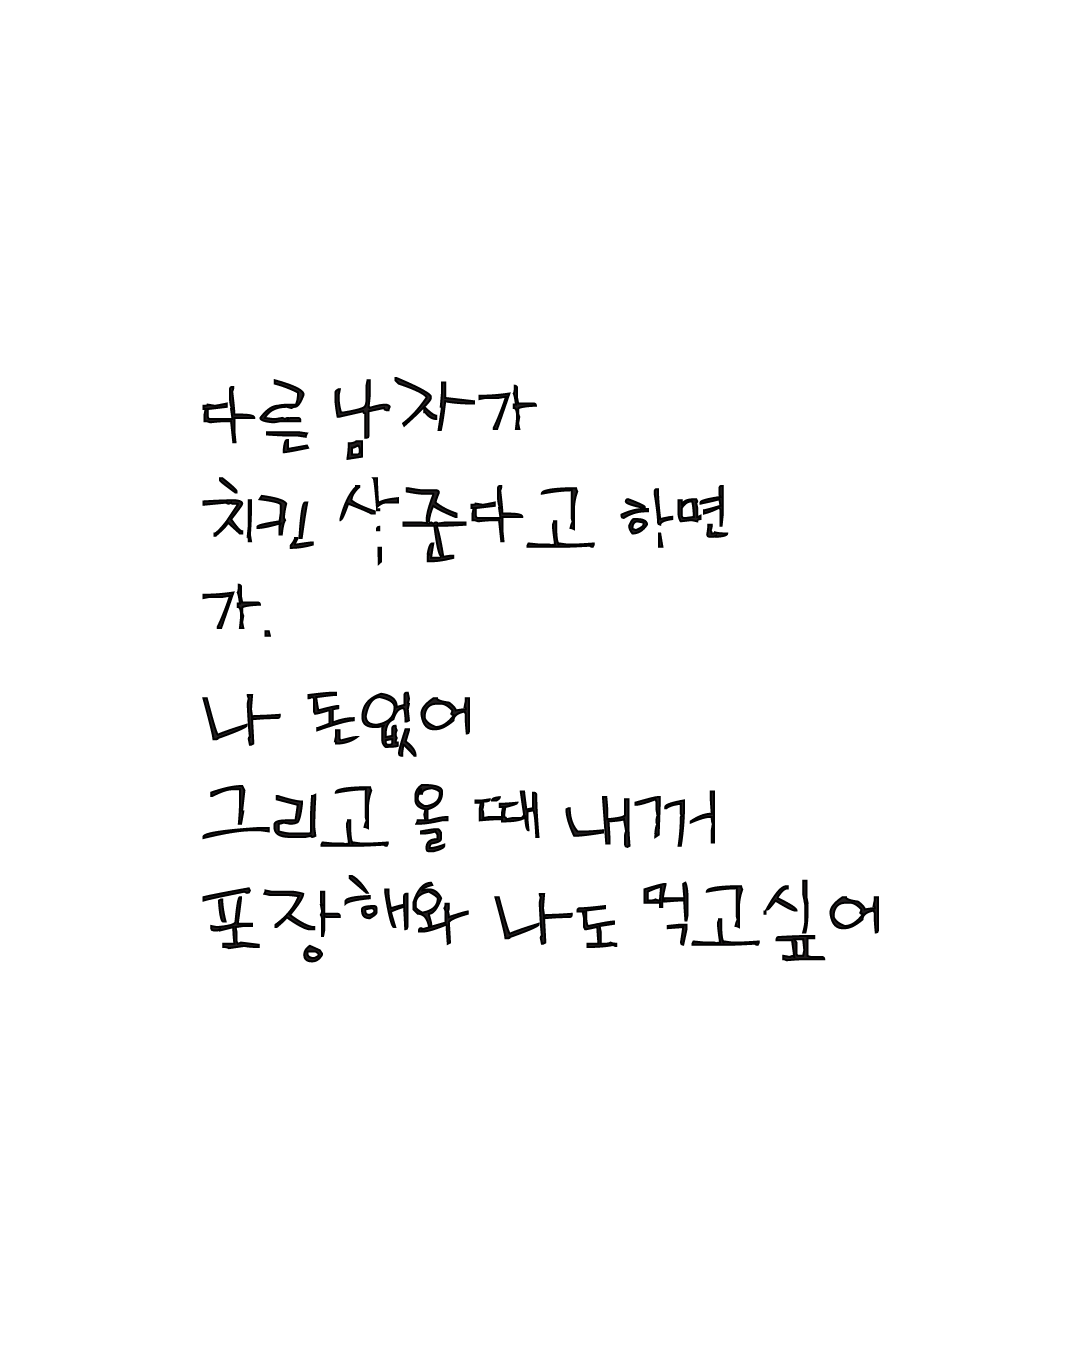 다른 남자가
치킨 사준다고 하면
가.
나 돈없어
그리고 올 때 내꺼
포장해와 나도 먹고싶어